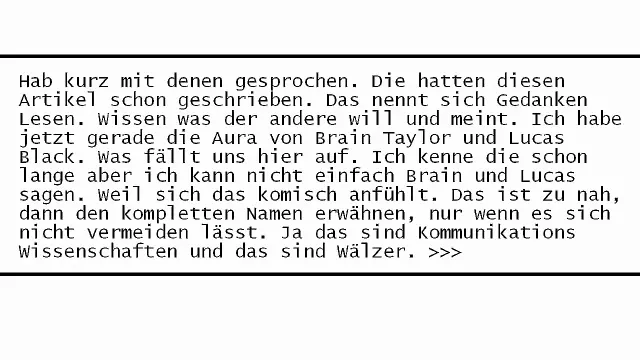 Hab kurz mit denen gesprochen. Die hatten diesen
Artikel schon geschrieben. Das nennt sich Gedanken
Lesen. Wissen was der andere will und meint. Ich habe
jetzt gerade die Aura von Brain Taylor und Lucas
Black. Was fällt uns hier auf. Ich kenne die schon
lange aber ich kann nicht einfach Brain und Lucas
sagen. Weil sich das komisch anfühlt. Das ist zu nah,
dann den kompletten Namen erwähnen, nur wenn es sich
nicht vermeiden lässt. Ja das sind Kommunikations
Wissenschaften und das sind Wälzer. >>>